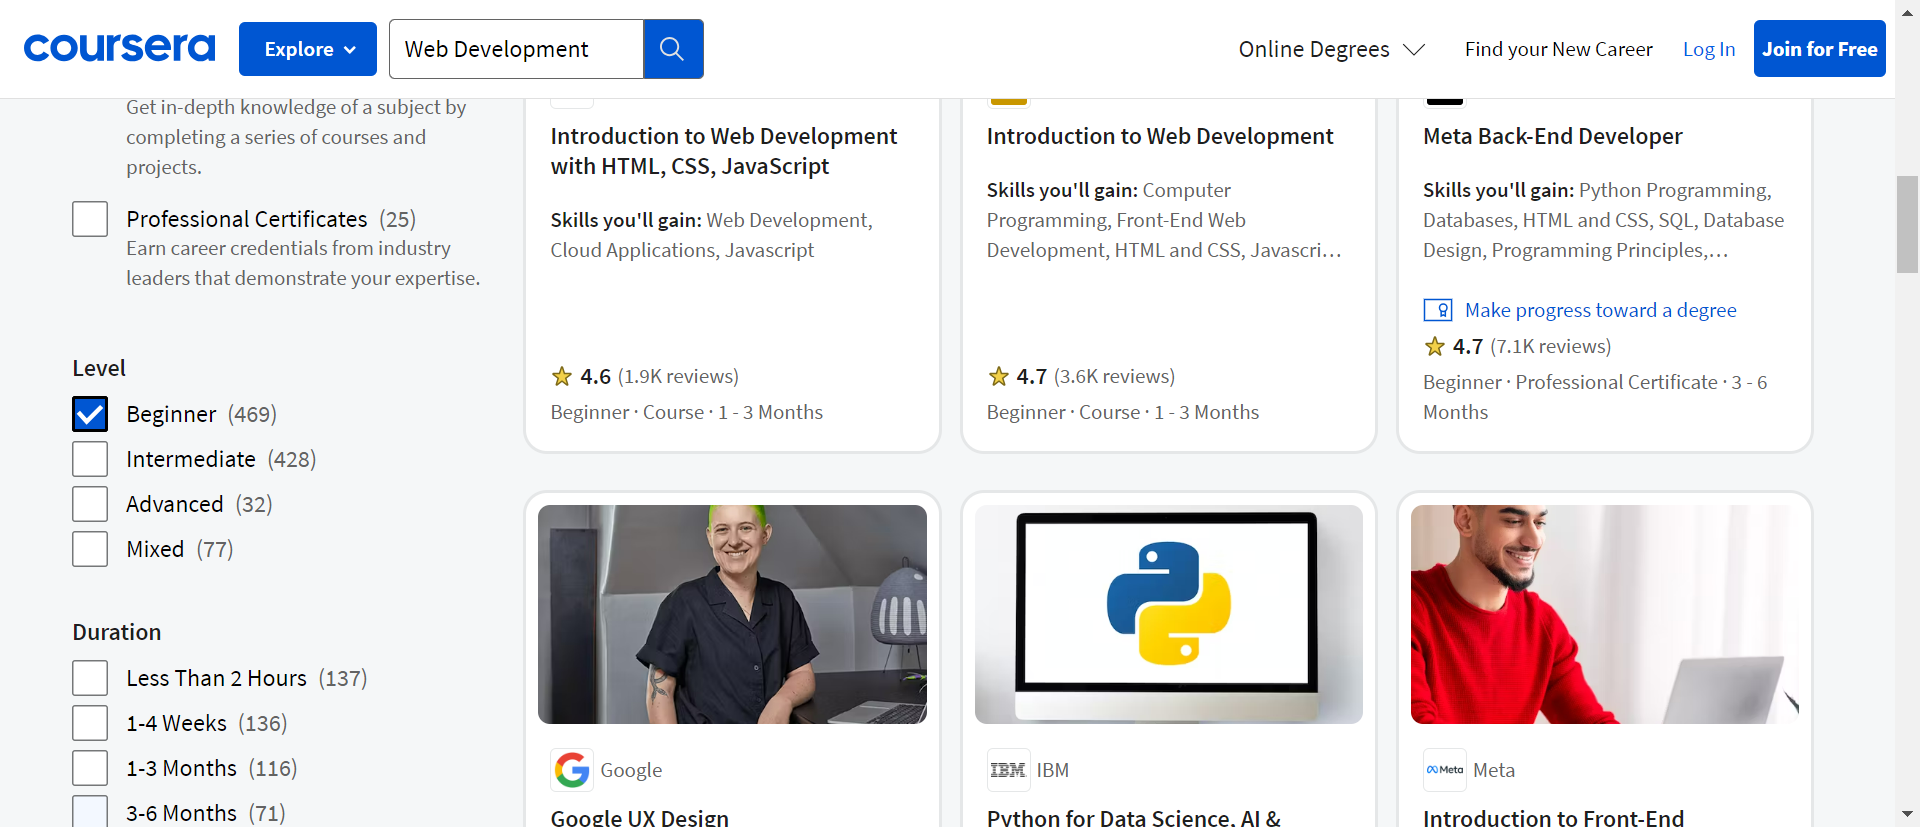 coursera
Explore
Web Development
Online Degrees
Find your New Career
Log In
Join for Free
Get in-depth knowledge of a subject by
completing a series of courses and
projects.
Professional Certificates (25)
Earn career credentials from industry
leaders that demonstrate your expertise.
Level
Beginner (469)
Intermediate (428)
Advanced (32)
Mixed (77)
Duration
Less Than 2 Hours (137)
1-4 Weeks (136)
1-3 Months (116)
3-6 Months (71)
Introduction to Web Development
with HTML, CSS, JavaScript
Skills you'll gain: Web Development,
Cloud Applications, Javascript
4.6 (1.9K reviews)
Beginner · Course · 1 - 3 Months
Introduction to Web Development
Skills you'll gain: Computer
Programming, Front-End Web
Development, HTML and CSS, Javascri...
4.7 (3.6K reviews)
Beginner · Course · 1 - 3 Months
Meta Back-End Developer
Skills you'll gain: Python Programming,
Databases, HTML and CSS, SQL, Database
Design, Programming Principles,...
Make progress toward a degree
4.7 (7.1K reviews)
Beginner · Professional Certificate · 3 - 6
Months
Google
Google UX Design
IBM IBM
Python for Data Science, AI &
Meta Meta
Introduction to Front-End